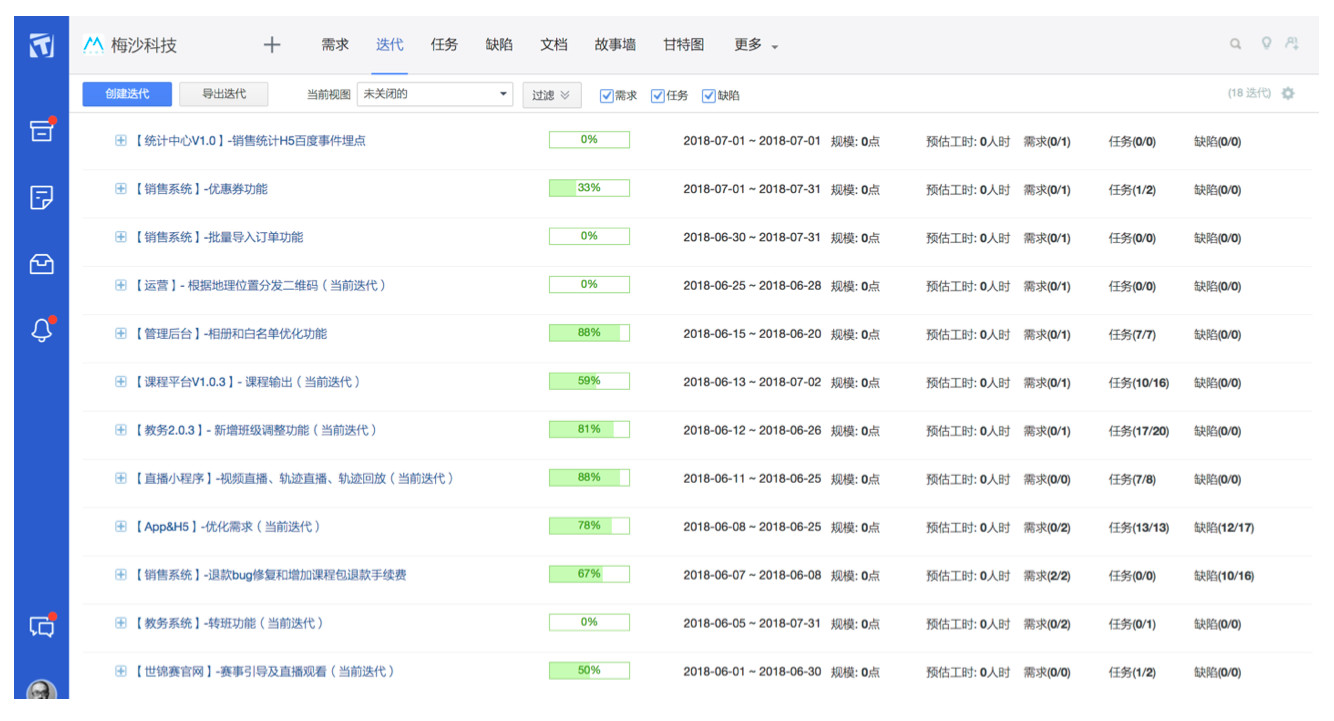 梅沙科技 需求 迭代 任务 缺陷 文档 故事墙 甘特图 更多
创建迭代 导出迭代 当前视图 未关闭的 过滤 需求 任务 缺陷 (18 迭代)
【统计中心V1.0】-销售统计H5百度事件埋点 0% 2018-07-01 ~ 2018-07-01 规模: 0点 预估工时: 0人时 需求(0/1) 任务(0/0) 缺陷(0/0)
【销售系统】-优惠券功能 33% 2018-07-01 ~ 2018-07-31 规模: 0点 预估工时: 0人时 需求(0/1) 任务(1/2) 缺陷(0/0)
【销售系统】-批量导入订单功能 0% 2018-06-30 ~ 2018-07-31 规模: 0点 预估工时: 0人时 需求(0/1) 任务(0/0) 缺陷(0/0)
【运营】- 根据地理位置分发二维码（当前迭代） 0% 2018-06-25 ~ 2018-06-28 规模: 0点 预估工时: 0人时 需求(0/1) 任务(0/0) 缺陷(0/0)
【管理后台】-相册和白名单优化功能 88% 2018-06-15 ~ 2018-06-20 规模: 0点 预估工时: 0人时 需求(0/1) 任务(7/7) 缺陷(0/0)
【课程平台V1.0.3】- 课程输出（当前迭代） 59% 2018-06-13 ~ 2018-07-02 规模: 0点 预估工时: 0人时 需求(0/1) 任务(10/16) 缺陷(0/0)
【教务2.0.3】- 新增班级调整功能（当前迭代） 81% 2018-06-12 ~ 2018-06-26 规模: 0点 预估工时: 0人时 需求(0/1) 任务(17/20) 缺陷(0/0)
【直播小程序】-视频直播、轨迹直播、轨迹回放（当前迭代） 88% 2018-06-11 ~ 2018-06-25 规模: 0点 预估工时: 0人时 需求(0/0) 任务(7/8) 缺陷(0/0)
【App&H5】-优化需求（当前迭代） 78% 2018-06-08 ~ 2018-06-25 规模: 0点 预估工时: 0人时 需求(0/2) 任务(13/13) 缺陷(12/17)
【销售系统】-退款bug修复和增加课程包退款手续费 67% 2018-06-07 ~ 2018-06-08 规模: 0点 预估工时: 0人时 需求(2/2) 任务(0/0) 缺陷(10/16)
【教务系统】-转班功能（当前迭代） 0% 2018-06-05 ~ 2018-07-31 规模: 0点 预估工时: 0人时 需求(0/2) 任务(0/1) 缺陷(0/0)
【世锦赛官网】-赛事引导及直播观看（当前迭代） 50% 2018-06-01 ~ 2018-06-30 规模: 0点 预估工时: 0人时 需求(0/0) 任务(1/2) 缺陷(0/0)